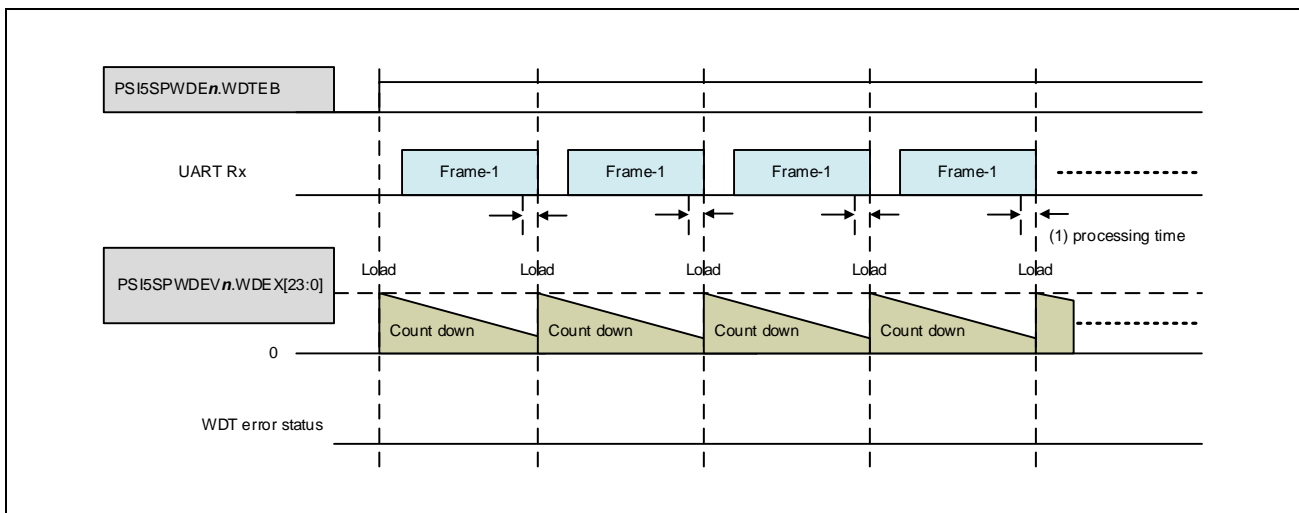 PSI5SPWDEn.WDTEB
UART Rx
Frame-1 Frame-1 Frame-1 Frame-1
(1) processing time
Load Load Load Load Load
PSI5SPWDEVn.WDEX[23:0]
Count down Count down Count down Count down
0
WDT error status